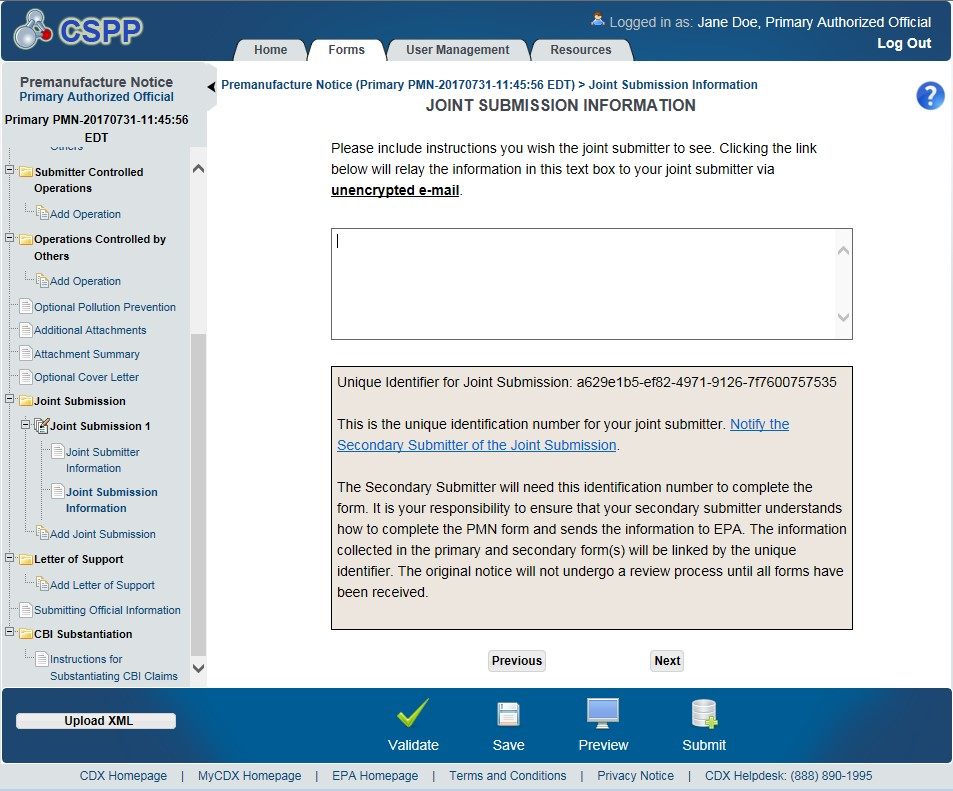 CSPP
Logged in as: Jane Doe, Primary Authorized Official
Log Out
Home
Forms
User Management
Resources
Premanufacture Notice
Primary Authorized Official
Primary PMN-20170731-11:45:56
EDT
Others
Submitter Controlled
Operations
Add Operation
Operations Controlled by
Others
Add Operation
Optional Pollution Prevention
Additional Attachments
Attachment Summary
Optional Cover Letter
Joint Submission
Joint Submission 1
Joint Submitter
Information
Joint Submission
Information
Add Joint Submission
Letter of Support
Add Letter of Support
Submitting Official Information
CBI Substantiation
Instructions for
Substantiating CBI Claims
Premanufacture Notice (Primary PMN-20170731-11:45:56 EDT) > Joint Submission Information
JOINT SUBMISSION INFORMATION
?
Please include instructions you wish the joint submitter to see. Clicking the link
below will relay the information in this text box to your joint submitter via
unencrypted e-mail.
Unique Identifier for Joint Submission: a629e1b5-ef82-4971-9126-7f7600757535
This is the unique identification number for your joint submitter. Notify the
Secondary Submitter of the Joint Submission.
The Secondary Submitter will need this identification number to complete the
form. It is your responsibility to ensure that your secondary submitter understands
how to complete the PMN form and sends the information to EPA. The information
collected in the primary and secondary form(s) will be linked by the unique
identifier. The original notice will not undergo a review process until all forms have
been received.
Previous
Next
Upload XML
Validate
Save
Preview
Submit
CDX Homepage | MyCDX Homepage | EPA Homepage | Terms and Conditions | Privacy Notice | CDX Helpdesk: (888) 890-1995